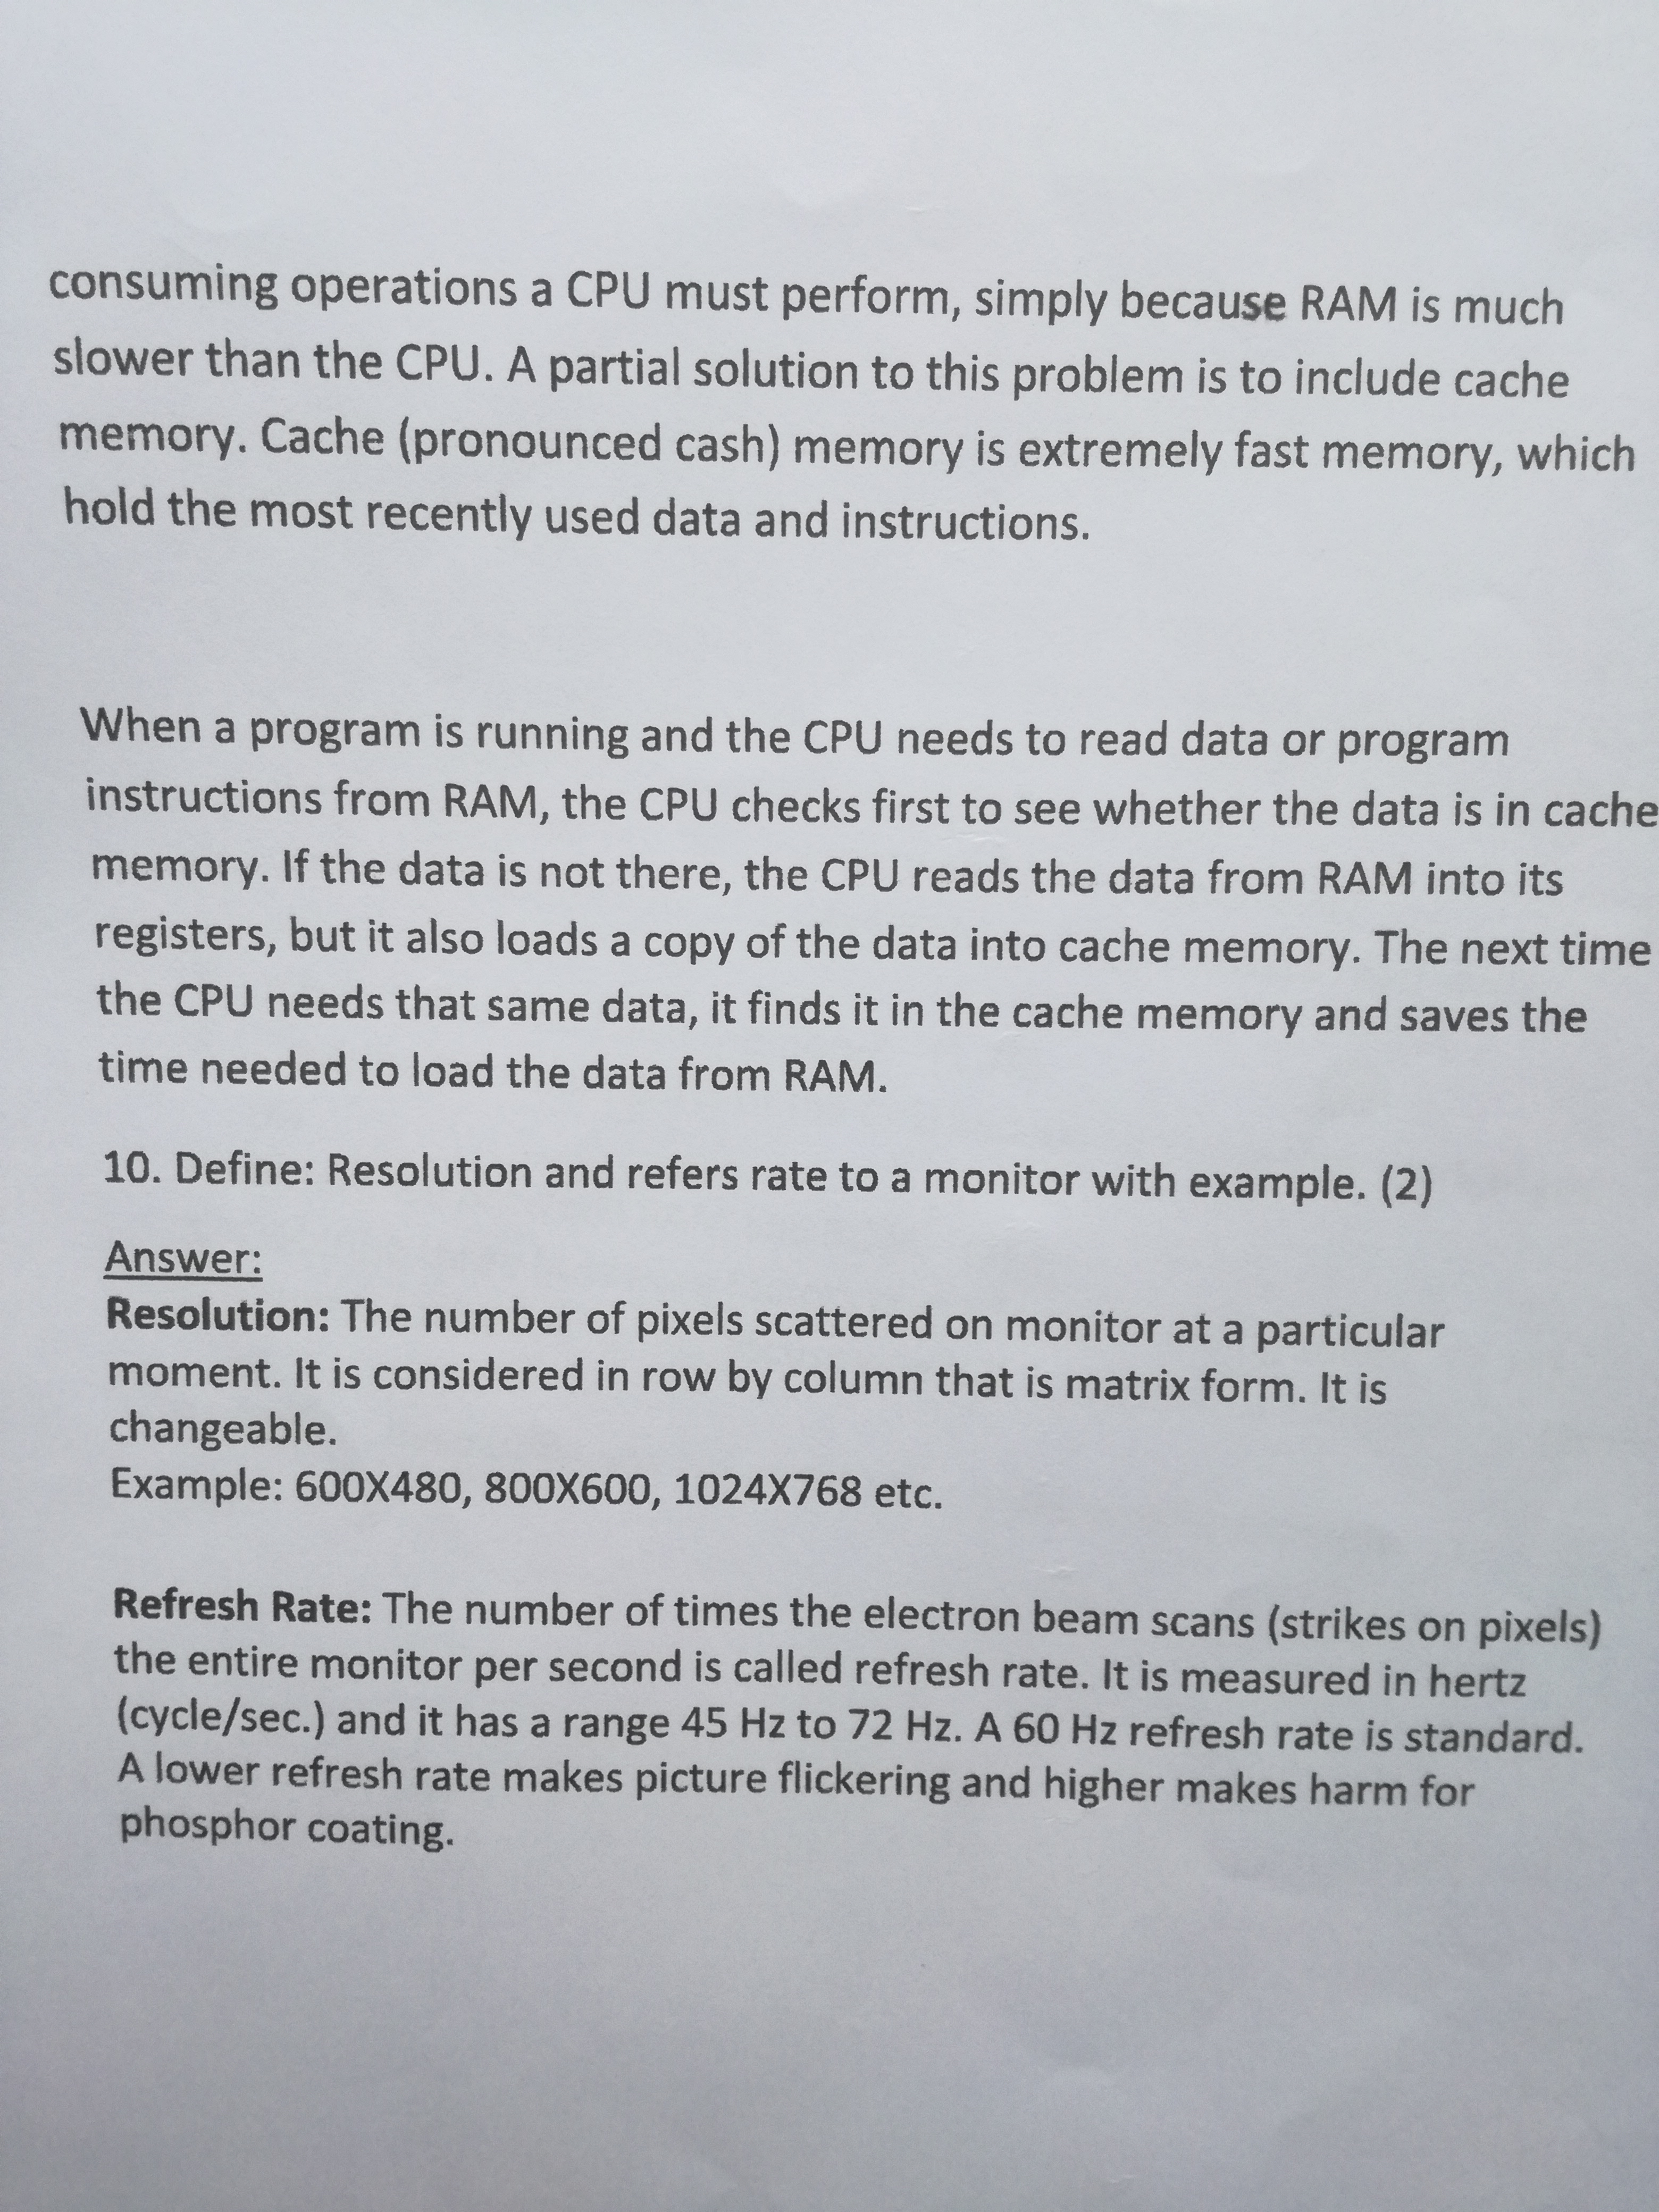 consuming operations a CPU must perform, simply because RAM is much
slower than the CPU. A partial solution to this problem is to include cache
memory. Cache (pronounced cash) memory is extremely fast memory, which
hold the most recently used data and instructions.
When a program is running and the CPU needs to read data or program
instructions from RAM, the CPU checks first to see whether the data is in cache
memory. If the data is not there, the CPU reads the data from RAM into its
registers, but it also loads a copy of the data into cache memory. The next time
the CPU needs that same data, it finds it in the cache memory and saves the
time needed to load the data from RAM.
10. Define: Resolution and refers rate to a monitor with example. (2)
Answer:
Resolution: The number of pixels scattered on monitor at a particular
moment. It is considered in row by column that is matrix form. It is
changeable.
Example: 600X480, 800X600, 1024X768 etc.
Refresh Rate: The number of times the electron beam scans (strikes on pixels)
the entire monitor per second is called refresh rate. It is measured in hertz
(cycle/sec.) and it has a range 45 Hz to 72 Hz. A 60 Hz refresh rate is standard.
A lower refresh rate makes picture flickering and higher makes harm for
phosphor coating.